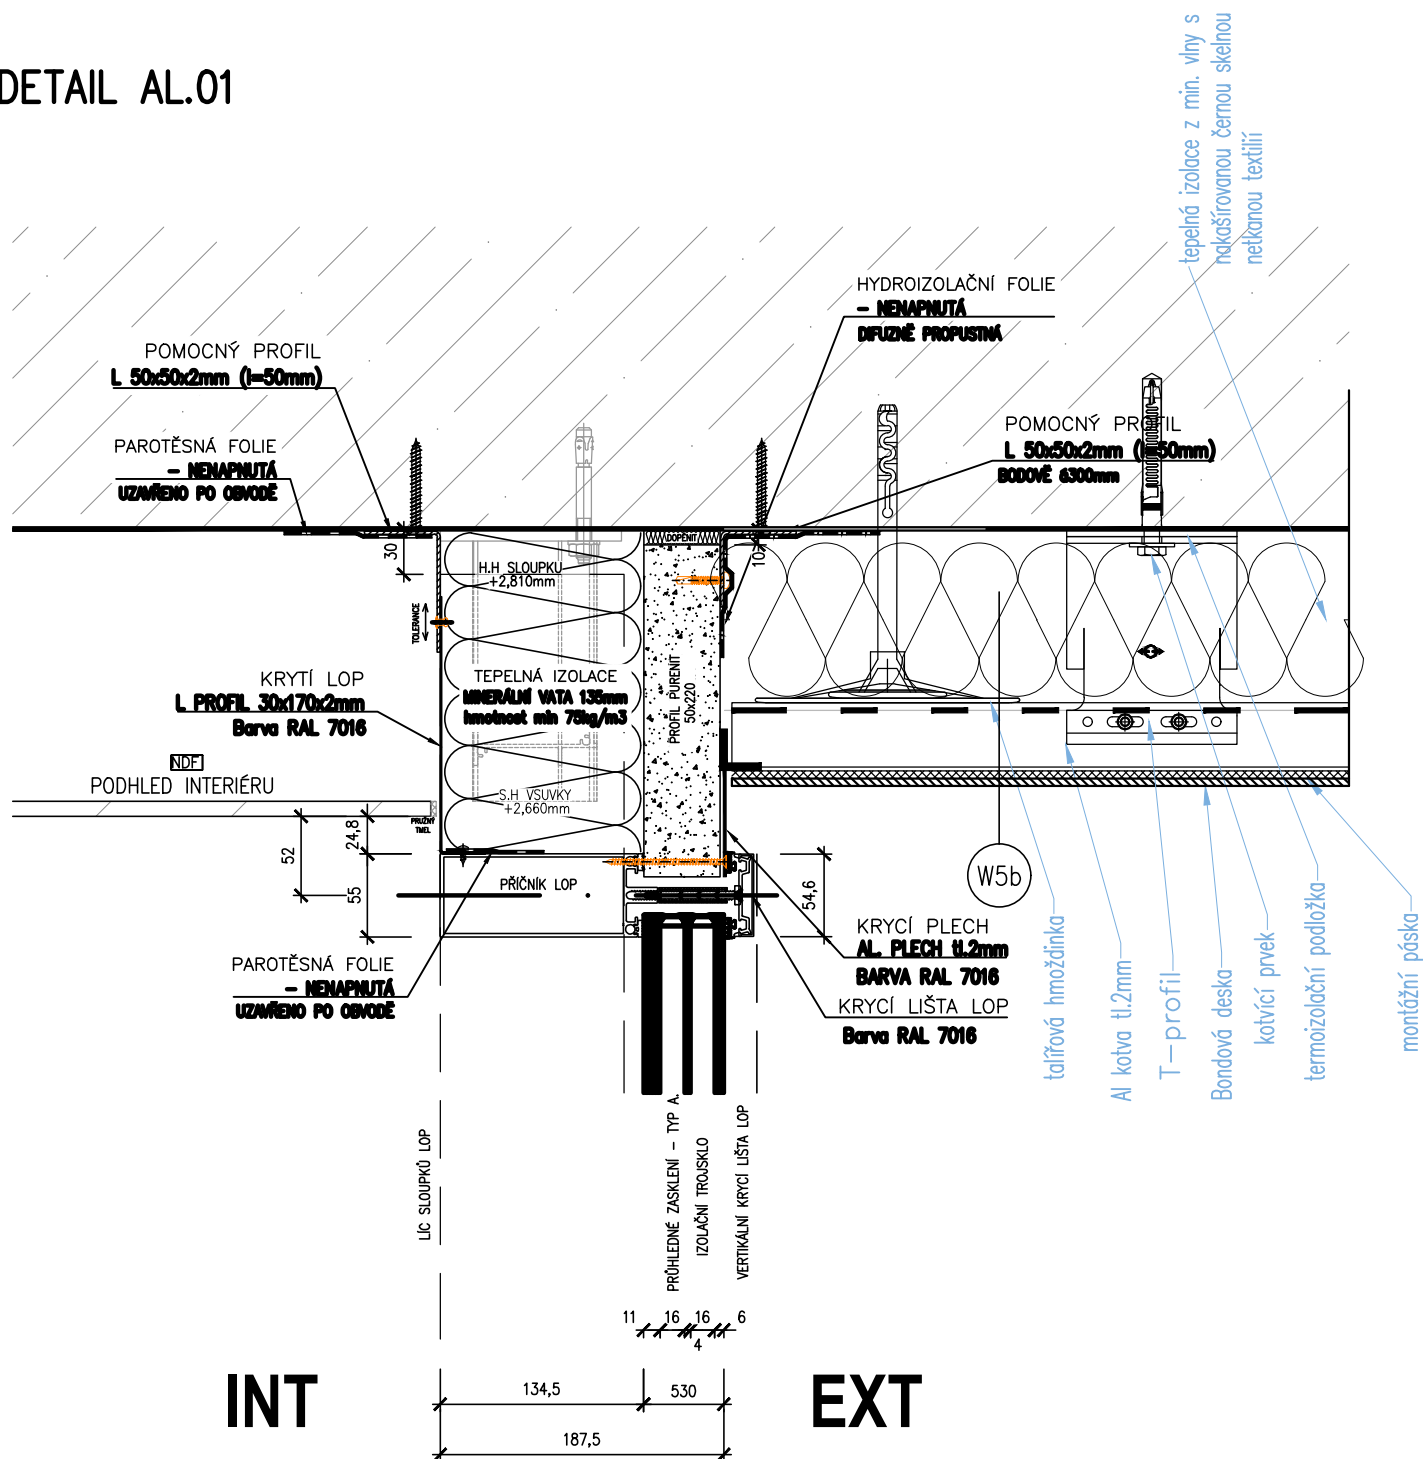 DETAIL AL.01
tepelná izolace z min. vlny s
nakašírovanou černou skelnou
netkanou textilií
HYDROIZOLAČNÍ FOLIE
– NENAPNUTÁ
DIFUZNĚ PROPUSTNÁ
POMOCNÝ PROFIL
L 50x50x2mm (l=50mm)
POMOCNÝ PROFIL
L 50x50x2mm (l=50mm)
BODOVĚ á300mm
PAROTĚSNÁ FOLIE
– NENAPNUTÁ
UZAVŘENO PO OBVODĚ
30
DOPĚNIT
10
H.H SLOUPKU
+2,810mm
TOLERANCE
TEPELNÁ IZOLACE
MINERÁLNÍ VATA 135mm
hmotnost min 75kg/m3
PROFIL PURENIT
50x220
KRYTÍ LOP
L PROFIL 30x170x2mm
Barva RAL 7016
NDF
PODHLED INTERIÉRU
S.H VSUVKY
+2,660mm
PRUŽNÝ
TMEL
52
24,8
55
PŘÍČNÍK LOP
54,6
W5b
KRYCÍ PLECH
AL. PLECH tl.2mm
BARVA RAL 7016
KRYCÍ LIŠTA LOP
Barva RAL 7016
PAROTĚSNÁ FOLIE
– NENAPNUTÁ
UZAVŘENO PO OBVODĚ
talířová hmoždinka
Al kotva tl.2mm
T–profil
Bondová deska
kotvící prvek
termoizolační podložka
montážní páska
LÍC SLOUPKŮ LOP
PRŮHLEDNÉ ZASKLENÍ – TYP A.
IZOLAČNÍ TROJSKLO
VERTIKÁLNÍ KRYCÍ LIŠTA LOP
11 16 16 6
4
INT
134,5 530
EXT
187,5